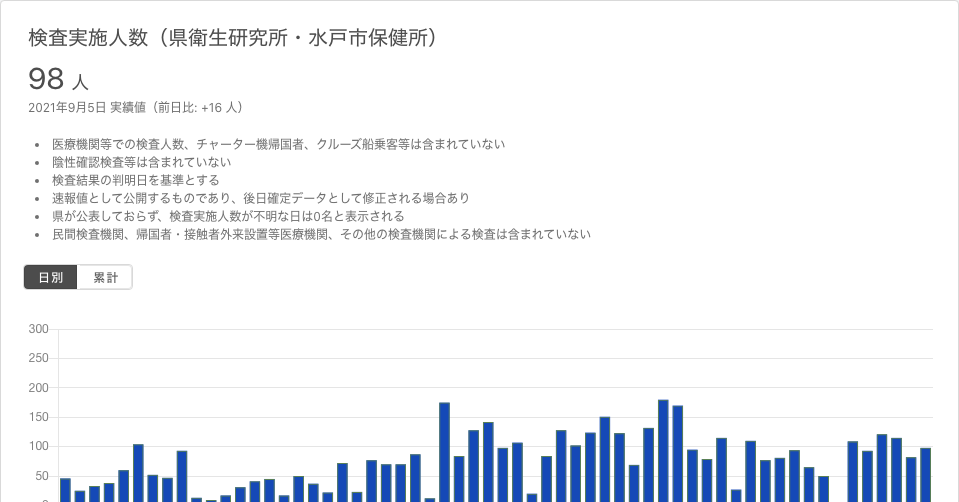 検査実施人数（県衛生研究所・水戸市保健所）
98 人
2021年9月5日 実績値（前日比: +16 人）
• 医療機関等での検査人数、チャーター機帰国者、クルーズ船乗客等は含まれていない
• 陰性確認検査等は含まれていない
• 検査結果の判明日を基準とする
• 速報値として公開するものであり、後日確定データとして修正される場合あり
• 県が公表しておらず、検査実施人数が不明な日は0名と表示される
• 民間検査機関、帰国者・接触者外来設置等医療機関、その他の検査機関による検査は含まれていない
日別 累計
300
250
200
150
100
50